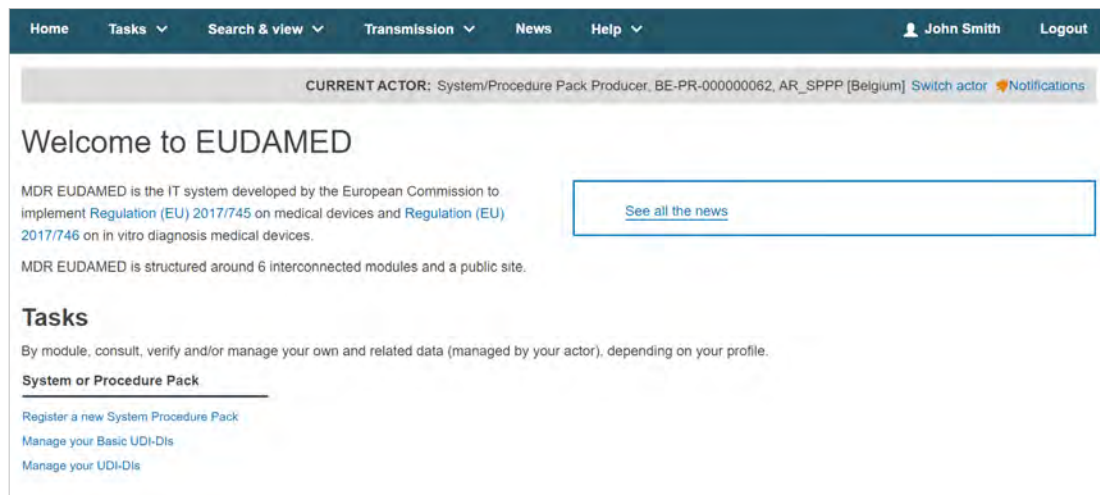 Home Tasks Search & view Transmission News Help John Smith Logout
CURRENT ACTOR: System/Procedure Pack Producer, BE-PR-000000062, AR_SPPP [Belgium] Switch actor Notifications
Welcome to EUDAMED
MDR EUDAMED is the IT system developed by the European Commission to
implement Regulation (EU) 2017/745 on medical devices and Regulation (EU)
2017/746 on in vitro diagnosis medical devices.
MDR EUDAMED is structured around 6 interconnected modules and a public site.
See all the news
Tasks
By module, consult, verify and/or manage your own and related data (managed by your actor), depending on your profile.
System or Procedure Pack
Register a new System Procedure Pack
Manage your Basic UDI-DIs
Manage your UDI-DIs